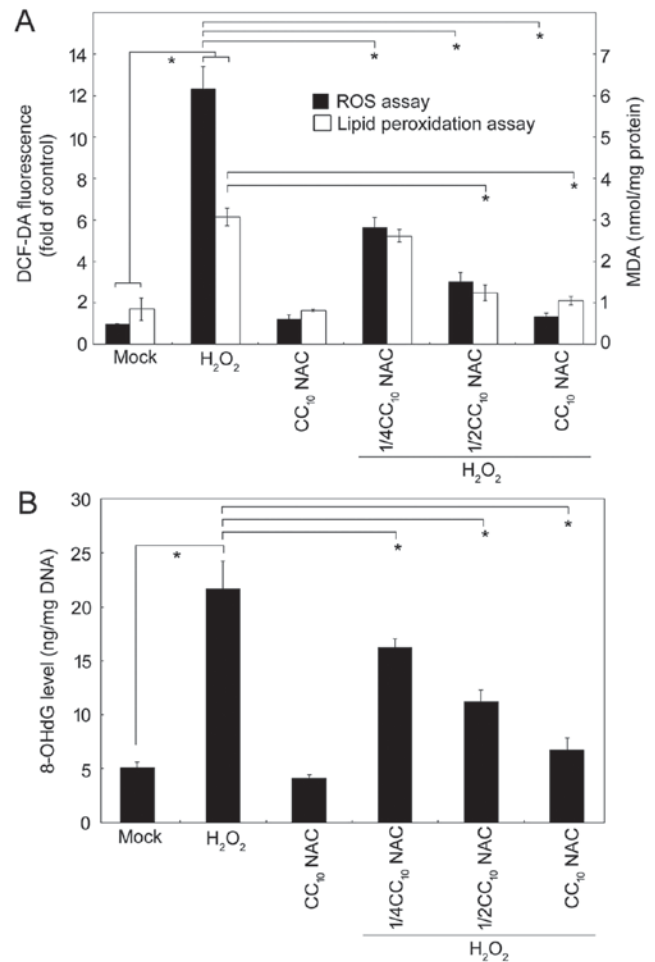 A
DCF-DA fluorescence
(fold of control)
14
12
10
8
6
4
2
0
MDA (nmol/mg protein)
7
6
5
4
3
2
1
0
* * * *
ROS assay
Lipid peroxidation assay
* *
Mock
H₂O₂
CC₁₀ NAC
1/4CC₁₀ NAC
1/2CC₁₀ NAC
CC₁₀ NAC
H₂O₂
B
8-OHdG level (ng/mg DNA)
30
25
20
15
10
5
0
* * * *
Mock
H₂O₂
CC₁₀ NAC
1/4CC₁₀ NAC
1/2CC₁₀ NAC
CC₁₀ NAC
H₂O₂